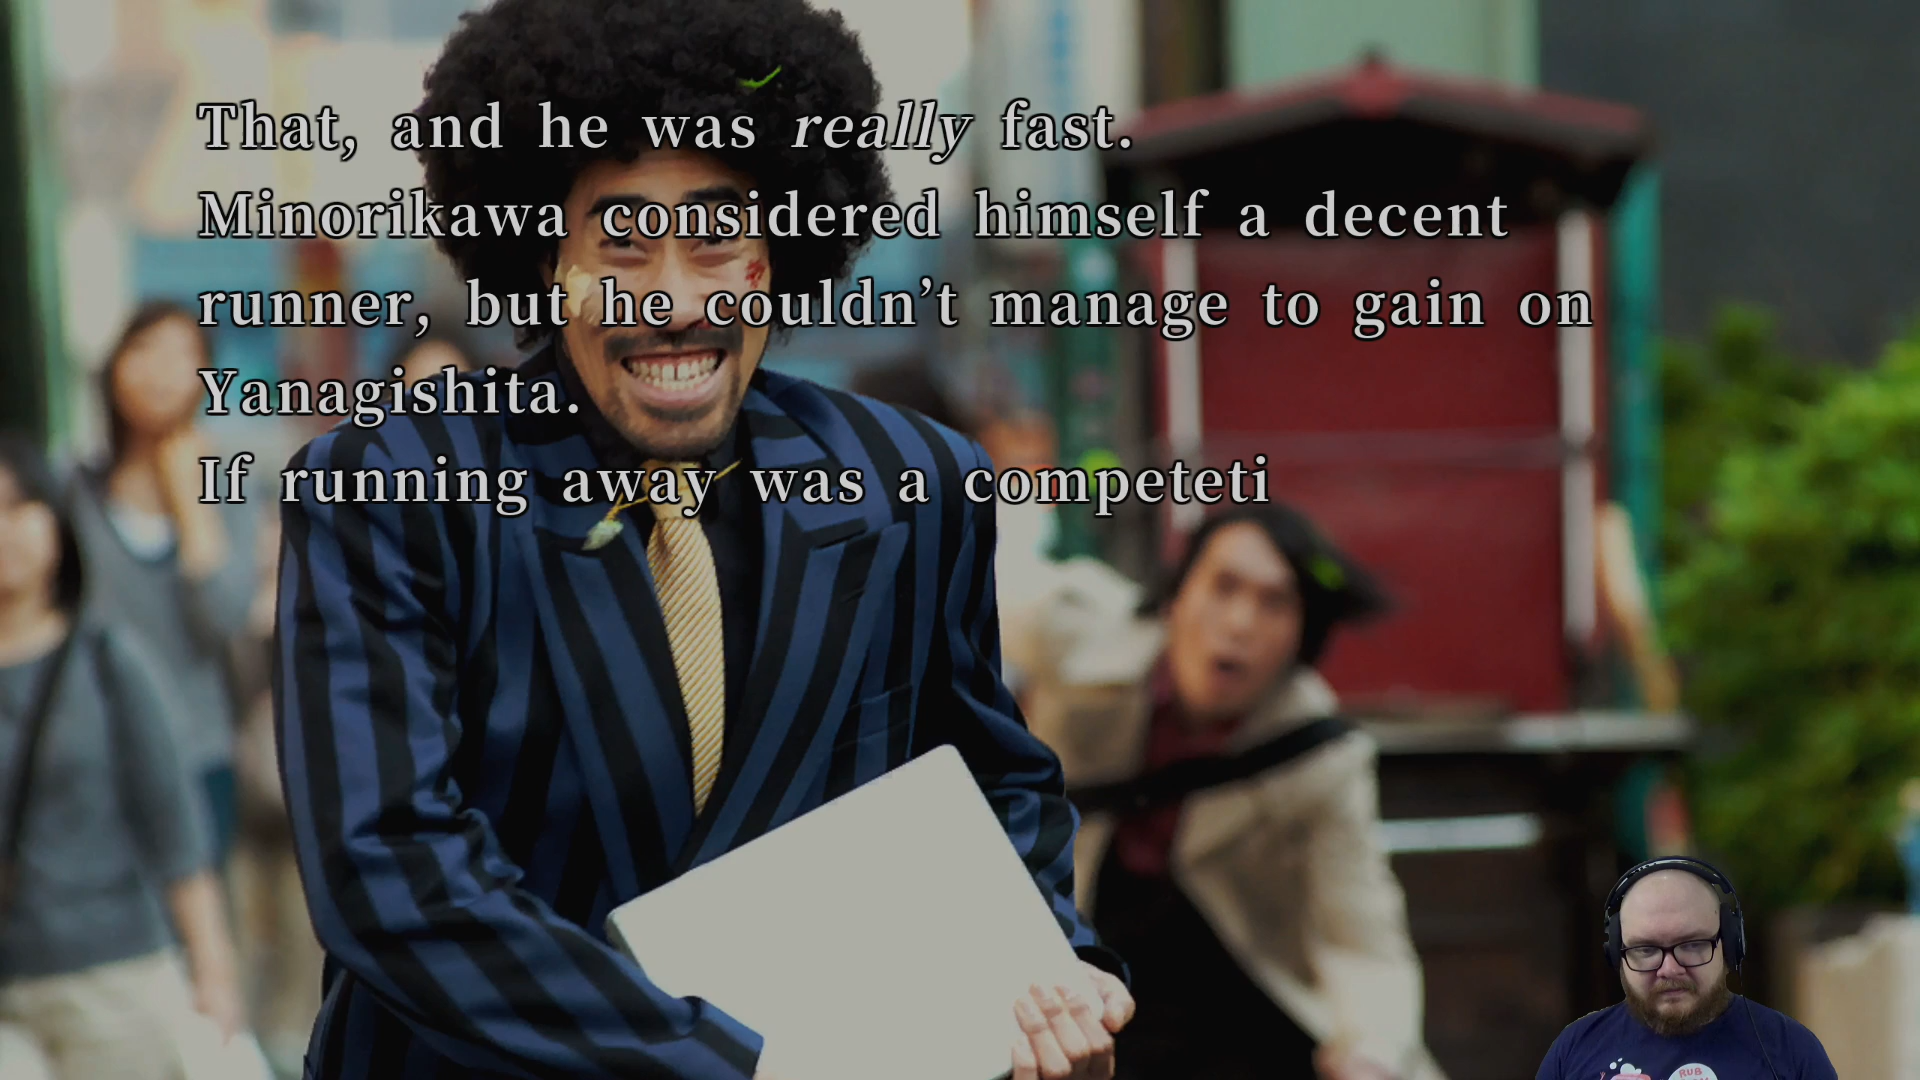 That, and he was really fast.
Minorikawa considered himself a decent
runner, but he couldn’t manage to gain on
Yanagishita.
If running away was a competeti
RUB